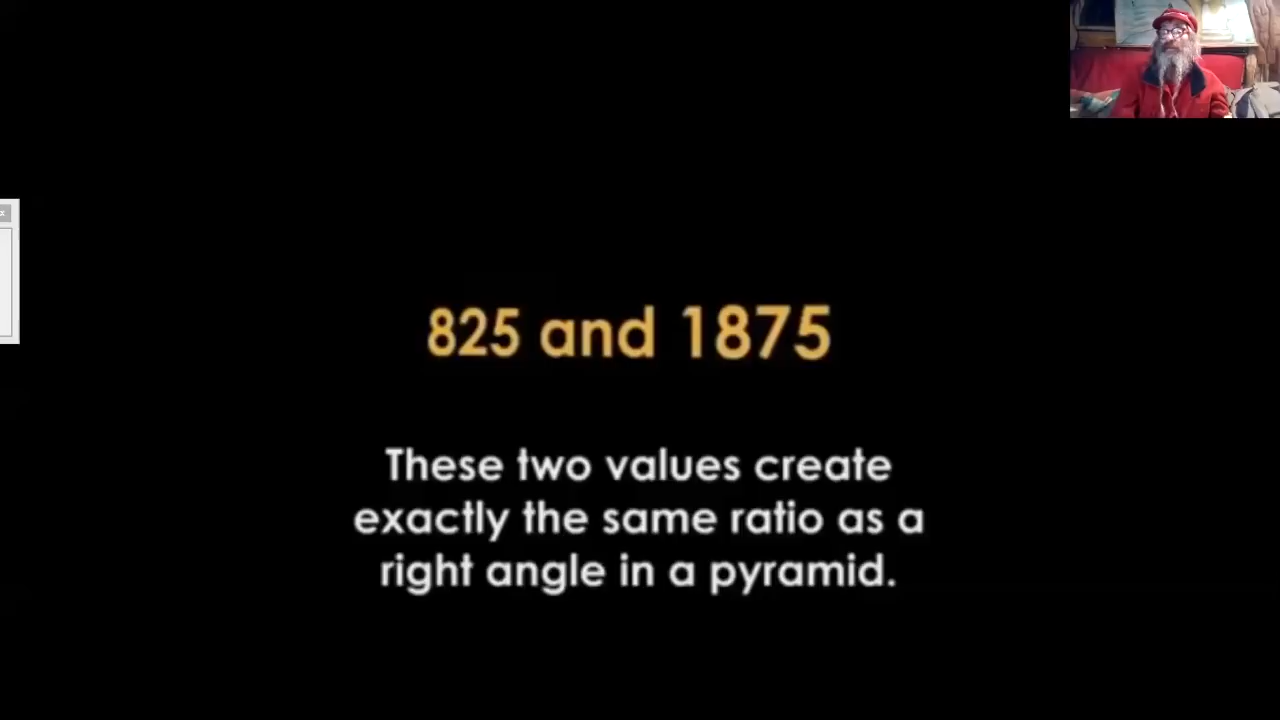 825 and 1875
These two values create
exactly the same ratio as a
right angle in a pyramid.